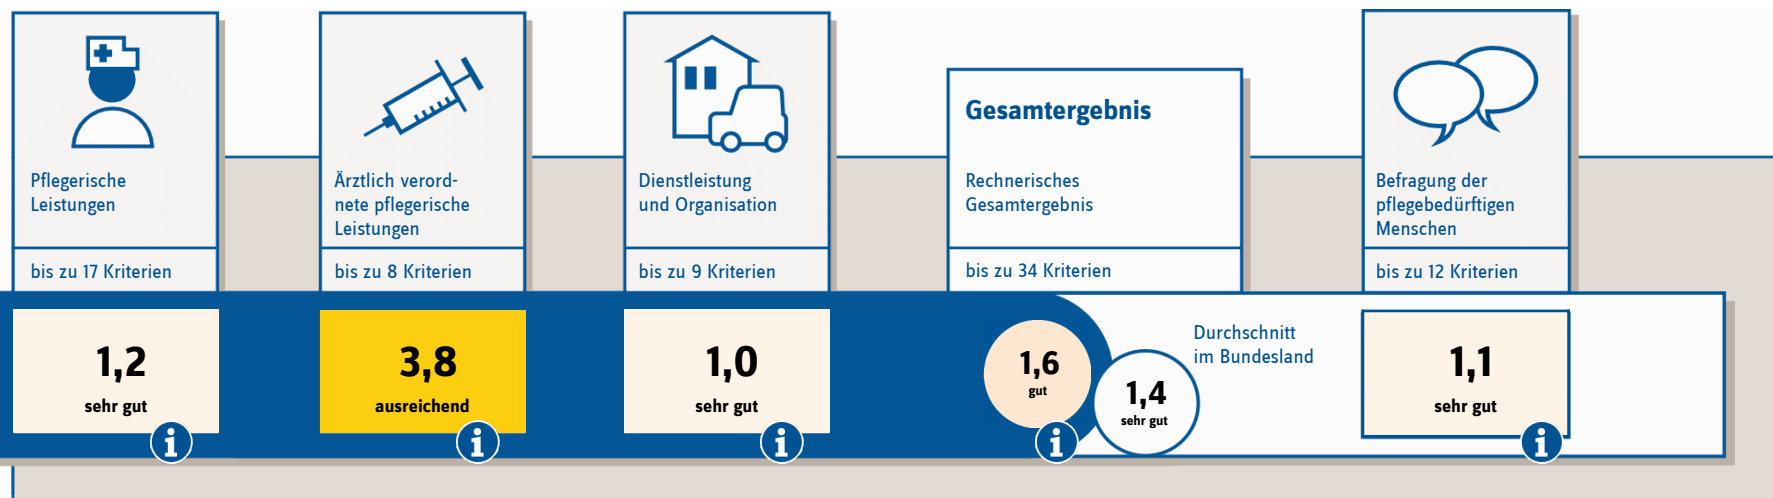 Pflegerische
Leistungen
bis zu 17 Kriterien
1,2
sehr gut
Ärztlich verord-
nete pflegerische
Leistungen
bis zu 8 Kriterien
3,8
ausreichend
Dienstleistung
und Organisation
bis zu 9 Kriterien
1,0
sehr gut
Gesamtergebnis
Rechnerisches
Gesamtergebnis
bis zu 34 Kriterien
1,6
gut
1,4
sehr gut
Durchschnitt
im Bundesland
Befragung der
pflegebedürftigen
Menschen
bis zu 12 Kriterien
1,1
sehr gut